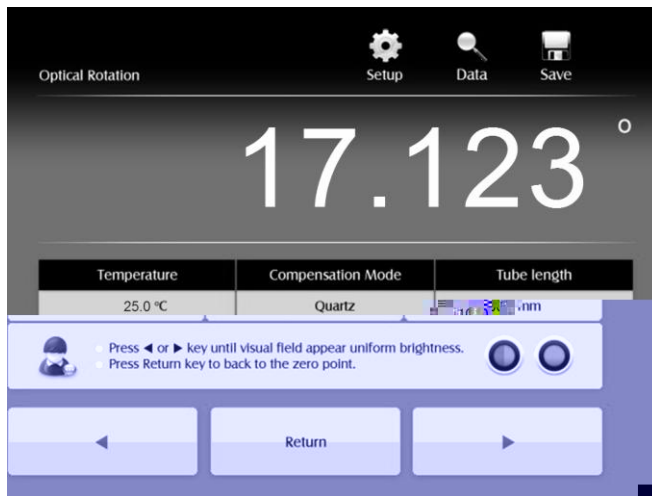 Setup
Data
Save
Optical Rotation
17.123 °
Temperature
Compensation Mode
Tube length
25.0 °C
Quartz
mm
Press ◀ or ▶ key until visual field appear uniform brightness.
Press Return key to back to the zero point.
◀
Return
▶